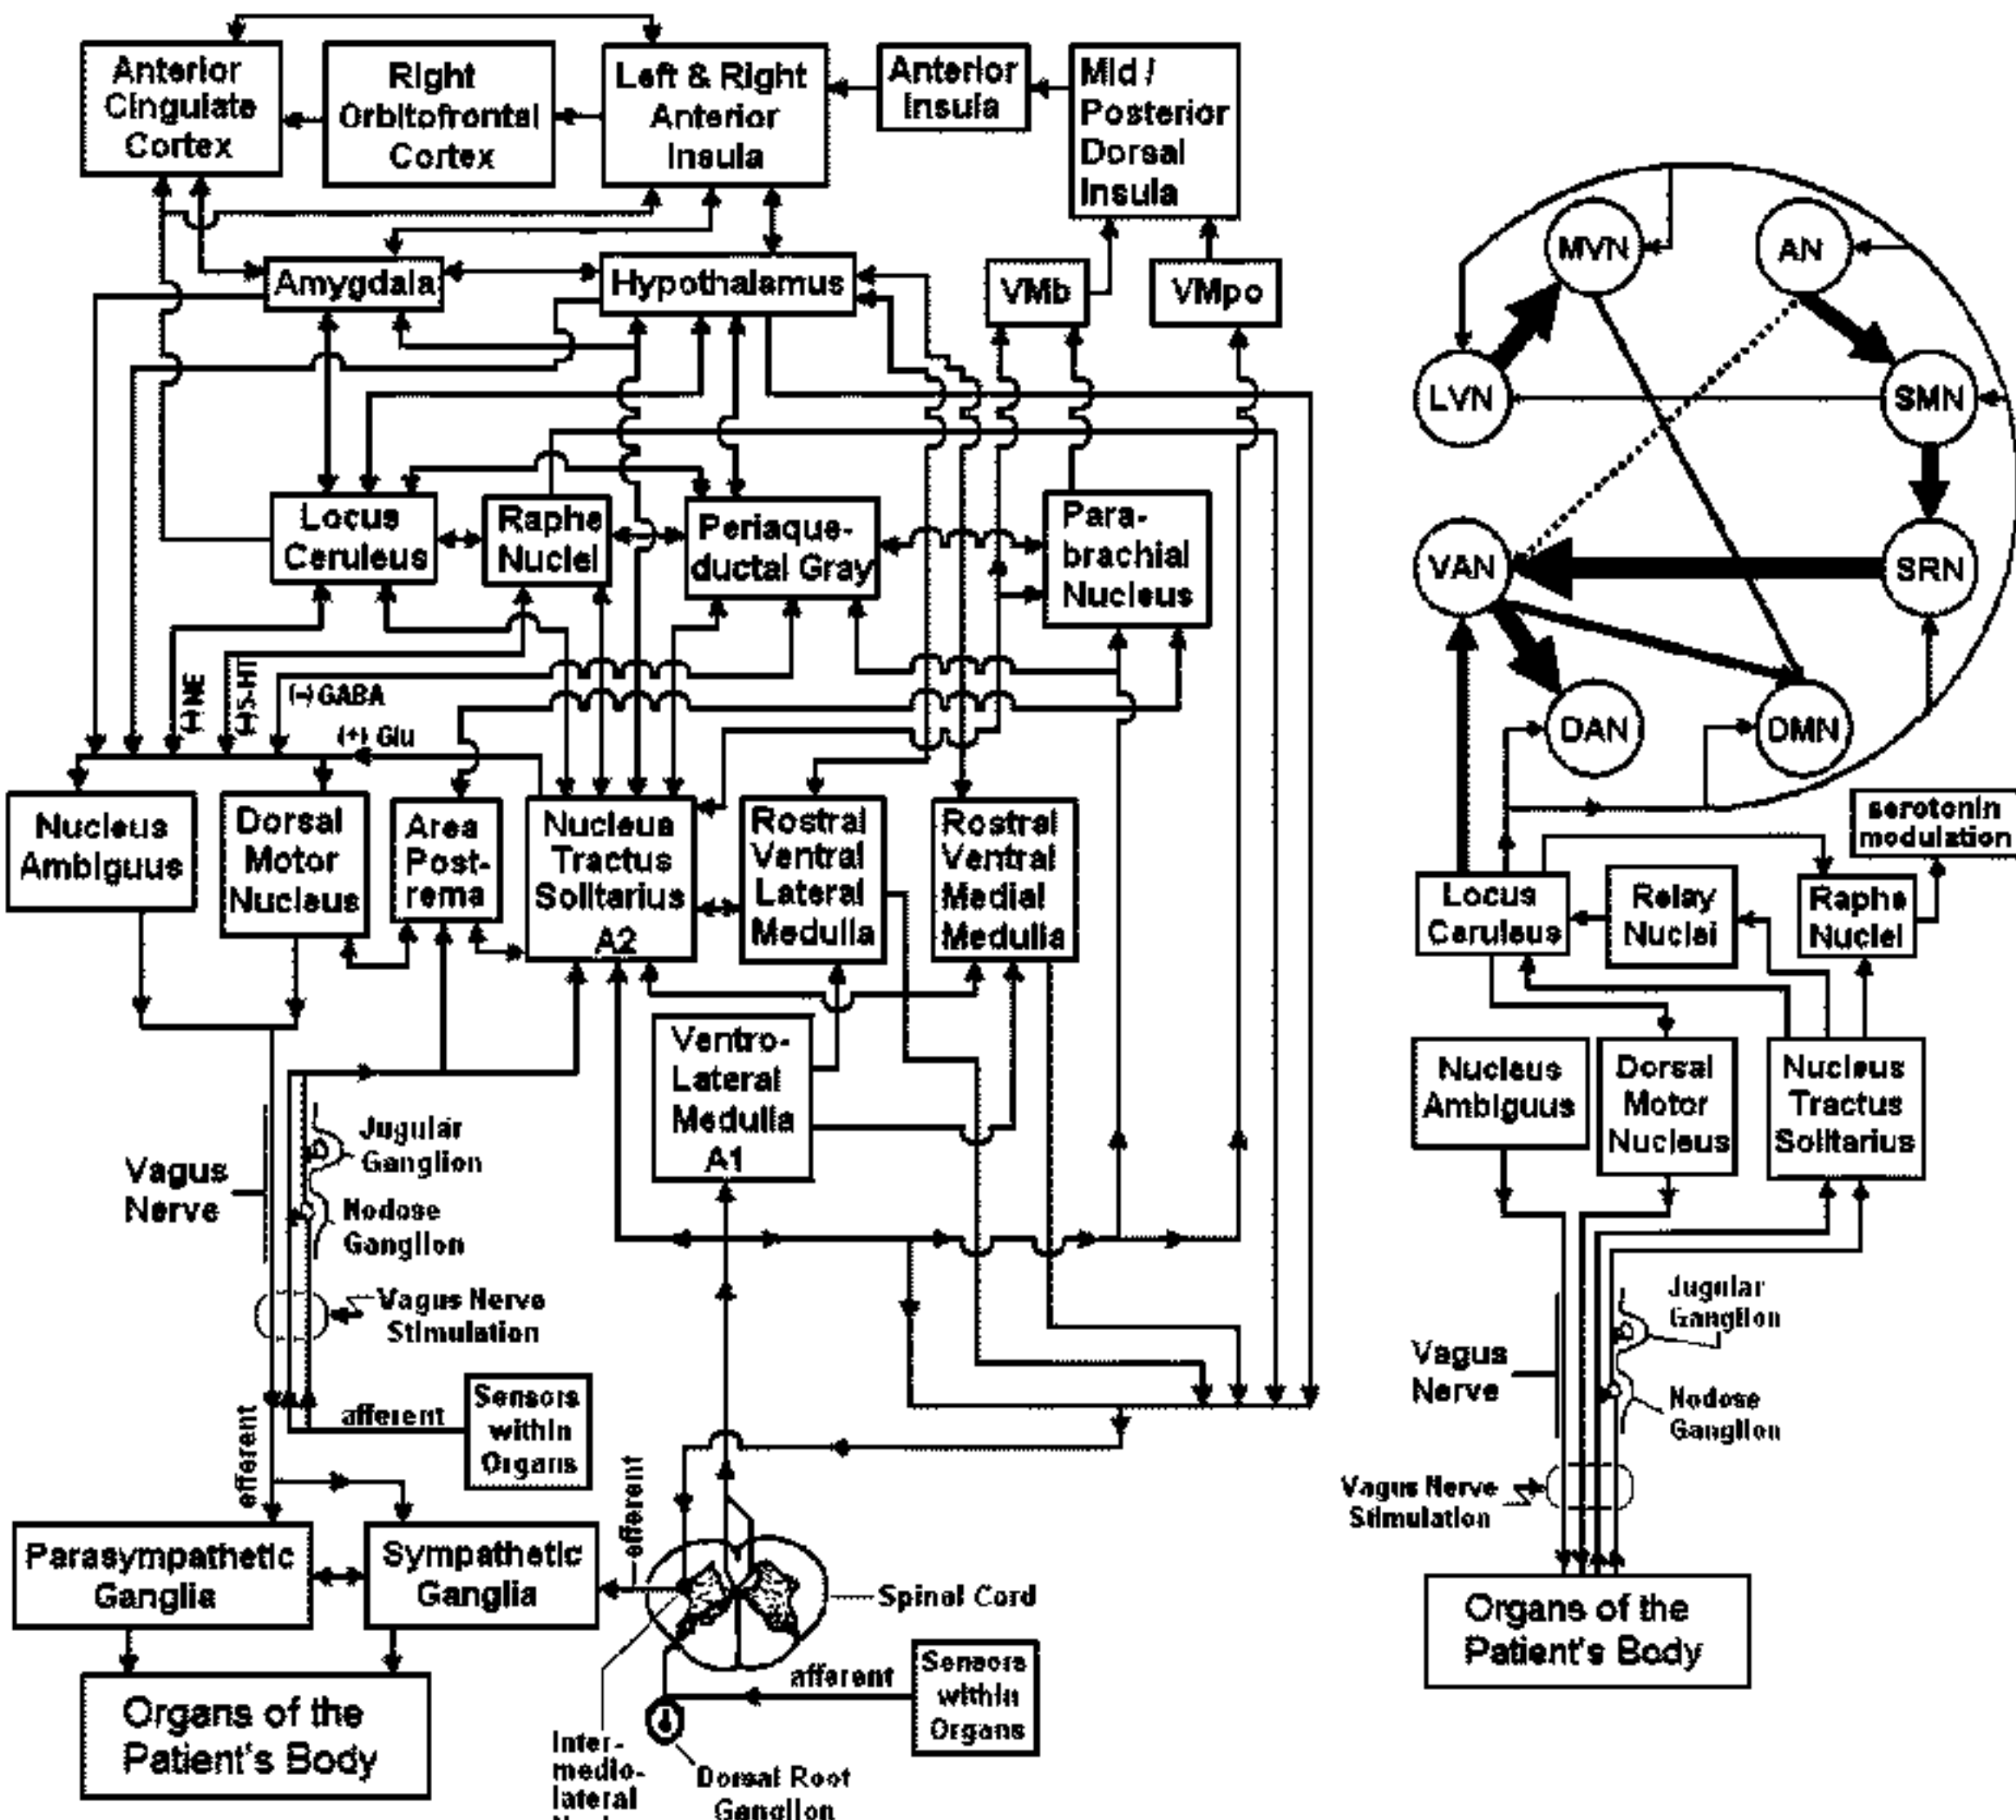 Anterior
Cingulate
Cortex
Right
Orbitofrontal
Cortex
Left & Right
Anterior
Insula
Anterior
Insula
Mid /
Posterior
Dorsal
Insula
Amygdala
Hypothalamus
VMb
VMpo
Locus
Ceruleus
Raphe
Nuclei
Periaque-
ductal Gray
Para-
brachial
Nucleus
(-) NE
(-) 5-HT
(-) GABA
(+) Glu
Nucleus
Ambiguus
Dorsal
Motor
Nucleus
Area
Post-
rema
Nucleus
Tractus
Solitarius
A2
Rostral
Ventral
Lateral
Medulla
Rostral
Ventral
Medial
Medulla
Ventro-
Lateral
Medulla
A1
Vagus
Nerve
Jugular
Ganglion
Nodose
Ganglion
Vagus Nerve
Stimulation
efferent
afferent
Sensors
within
Organs
Parasympathetic
Ganglia
Sympathetic
Ganglia
efferent
Spinal Cord
afferent
Sensors
within
Organs
Organs of the
Patient's Body
Inter-
medio-
lateral
Dorsal Root
Ganglion
MVN
AN
LVN
SMN
VAN
SRN
DAN
DMN
serotonin
modulation
Locus
Ceruleus
Relay
Nuclei
Raphe
Nuclei
Nucleus
Ambiguus
Dorsal
Motor
Nucleus
Nucleus
Tractus
Solitarius
Jugular
Ganglion
Vagus
Nerve
Nodose
Ganglion
Vagus Nerve
Stimulation
Organs of the
Patient's Body